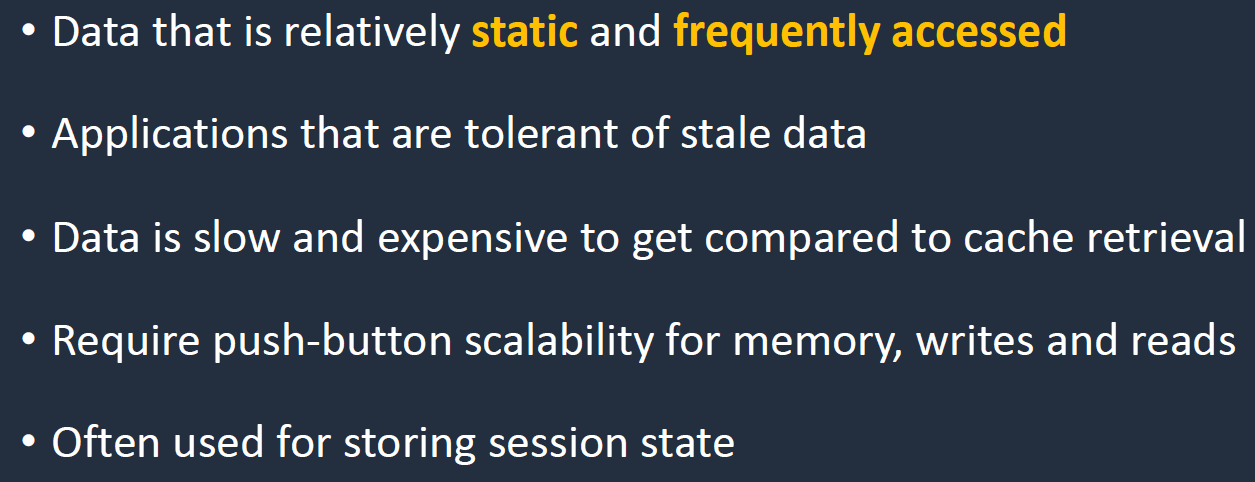 • Data that is relatively static and frequently accessed
• Applications that are tolerant of stale data
• Data is slow and expensive to get compared to cache retrieval
• Require push-button scalability for memory, writes and reads
• Often used for storing session state